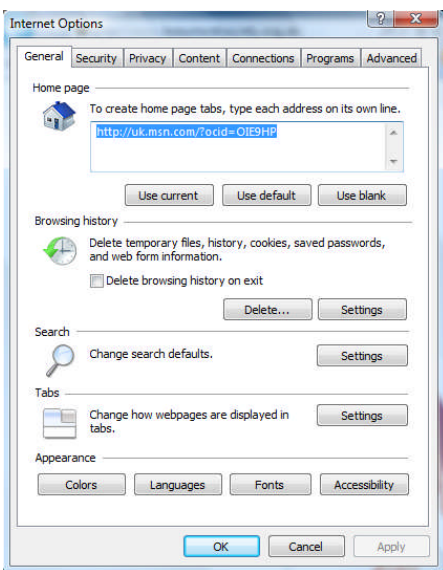 Internet Options
General Security Privacy Content Connections Programs Advanced
Home page
To create home page tabs, type each address on its own line.
http://uk.msn.com/?ocid=OIE9HP
Use current Use default Use blank
Browsing history
Delete temporary files, history, cookies, saved passwords,
and web form information.
Delete browsing history on exit
Delete... Settings
Search
Change search defaults. Settings
Tabs
Change how webpages are displayed in Settings
tabs.
Appearance
Colors Languages Fonts Accessibility
OK Cancel Apply